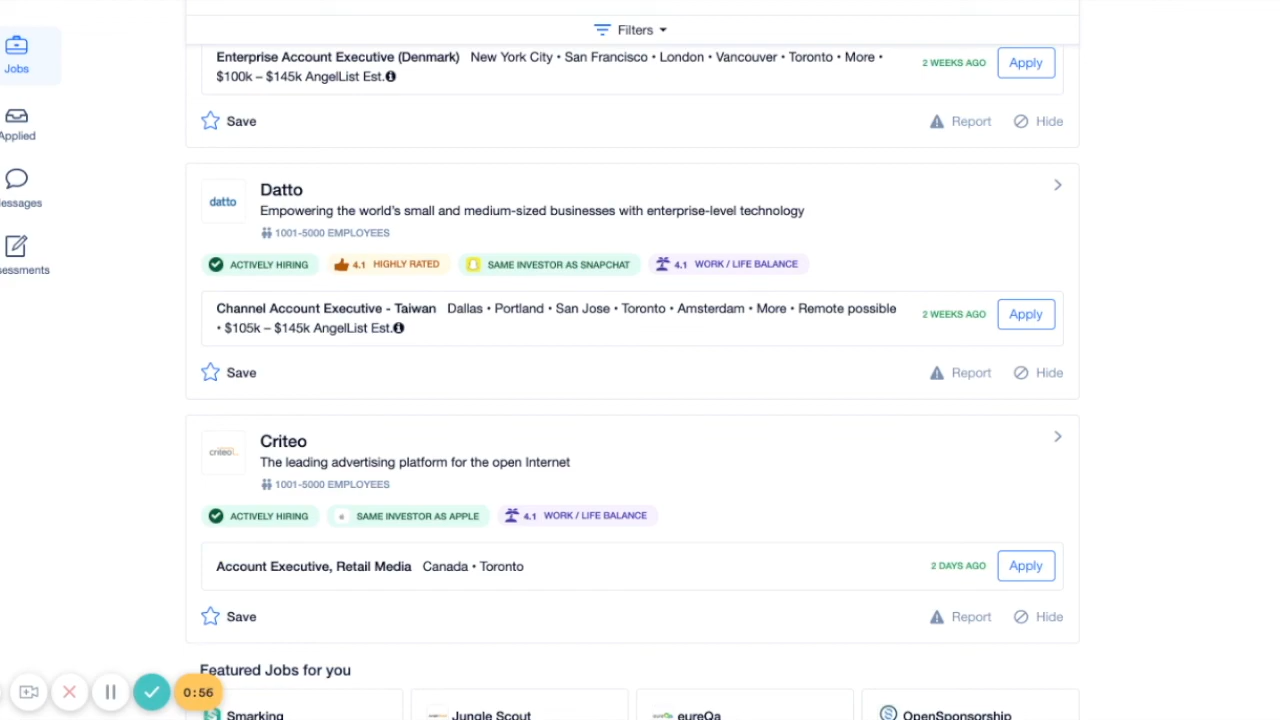 Filters
Jobs
Enterprise Account Executive (Denmark) New York City • San Francisco • London • Vancouver • Toronto • More •
$100k – $145k AngelList Est.
2 WEEKS AGO
Apply
Applied
Save
Report
Hide
datto
Datto
Empowering the world's small and medium-sized businesses with enterprise-level technology
1001-5000 EMPLOYEES
essages
essments
ACTIVELY HIRING
4.1 HIGHLY RATED
SAME INVESTOR AS SNAPCHAT
4.1 WORK / LIFE BALANCE
Channel Account Executive - Taiwan Dallas • Portland • San Jose • Toronto • Amsterdam • More • Remote possible
• $105k – $145k AngelList Est.
2 WEEKS AGO
Apply
Save
Report
Hide
criteo
Criteo
The leading advertising platform for the open Internet
1001-5000 EMPLOYEES
ACTIVELY HIRING
SAME INVESTOR AS APPLE
4.1 WORK / LIFE BALANCE
Account Executive, Retail Media Canada • Toronto
2 DAYS AGO
Apply
Save
Report
Hide
Featured Jobs for you
0:56
Smarking
Jungle Scout
eureQa
OpenSponsorship